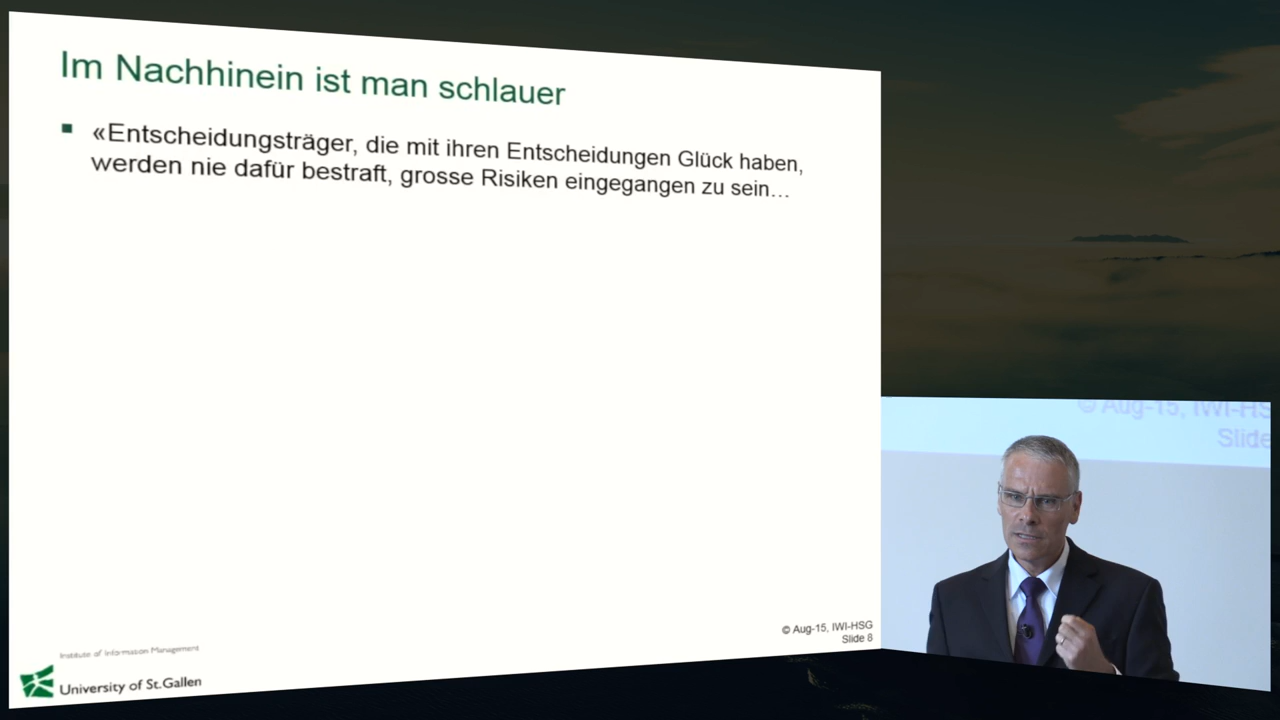 Im Nachhinein ist man schlauer
«Entscheidungsträger, die mit ihren Entscheidungen Glück haben,
werden nie dafür bestraft, grosse Risiken eingegangen zu sein...
© Aug-15, IWI-HSG
Slide 8
Institute of Information Management
University of St.Gallen
© Aug-15, IWI-HS
Slide